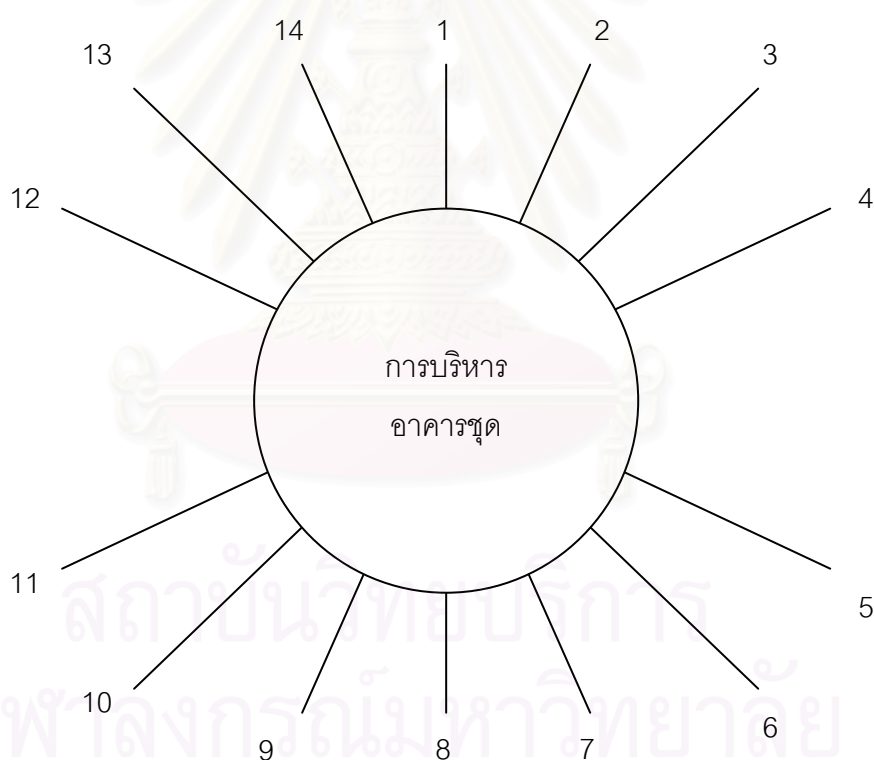 14 1 2
13 3
12 4
การบริหาร
อาคารชุด
11 5
10 6
9 8 7
สถาบันวิทยบริการ
จุฬาลงกรณ์มหาวิทยาลัย